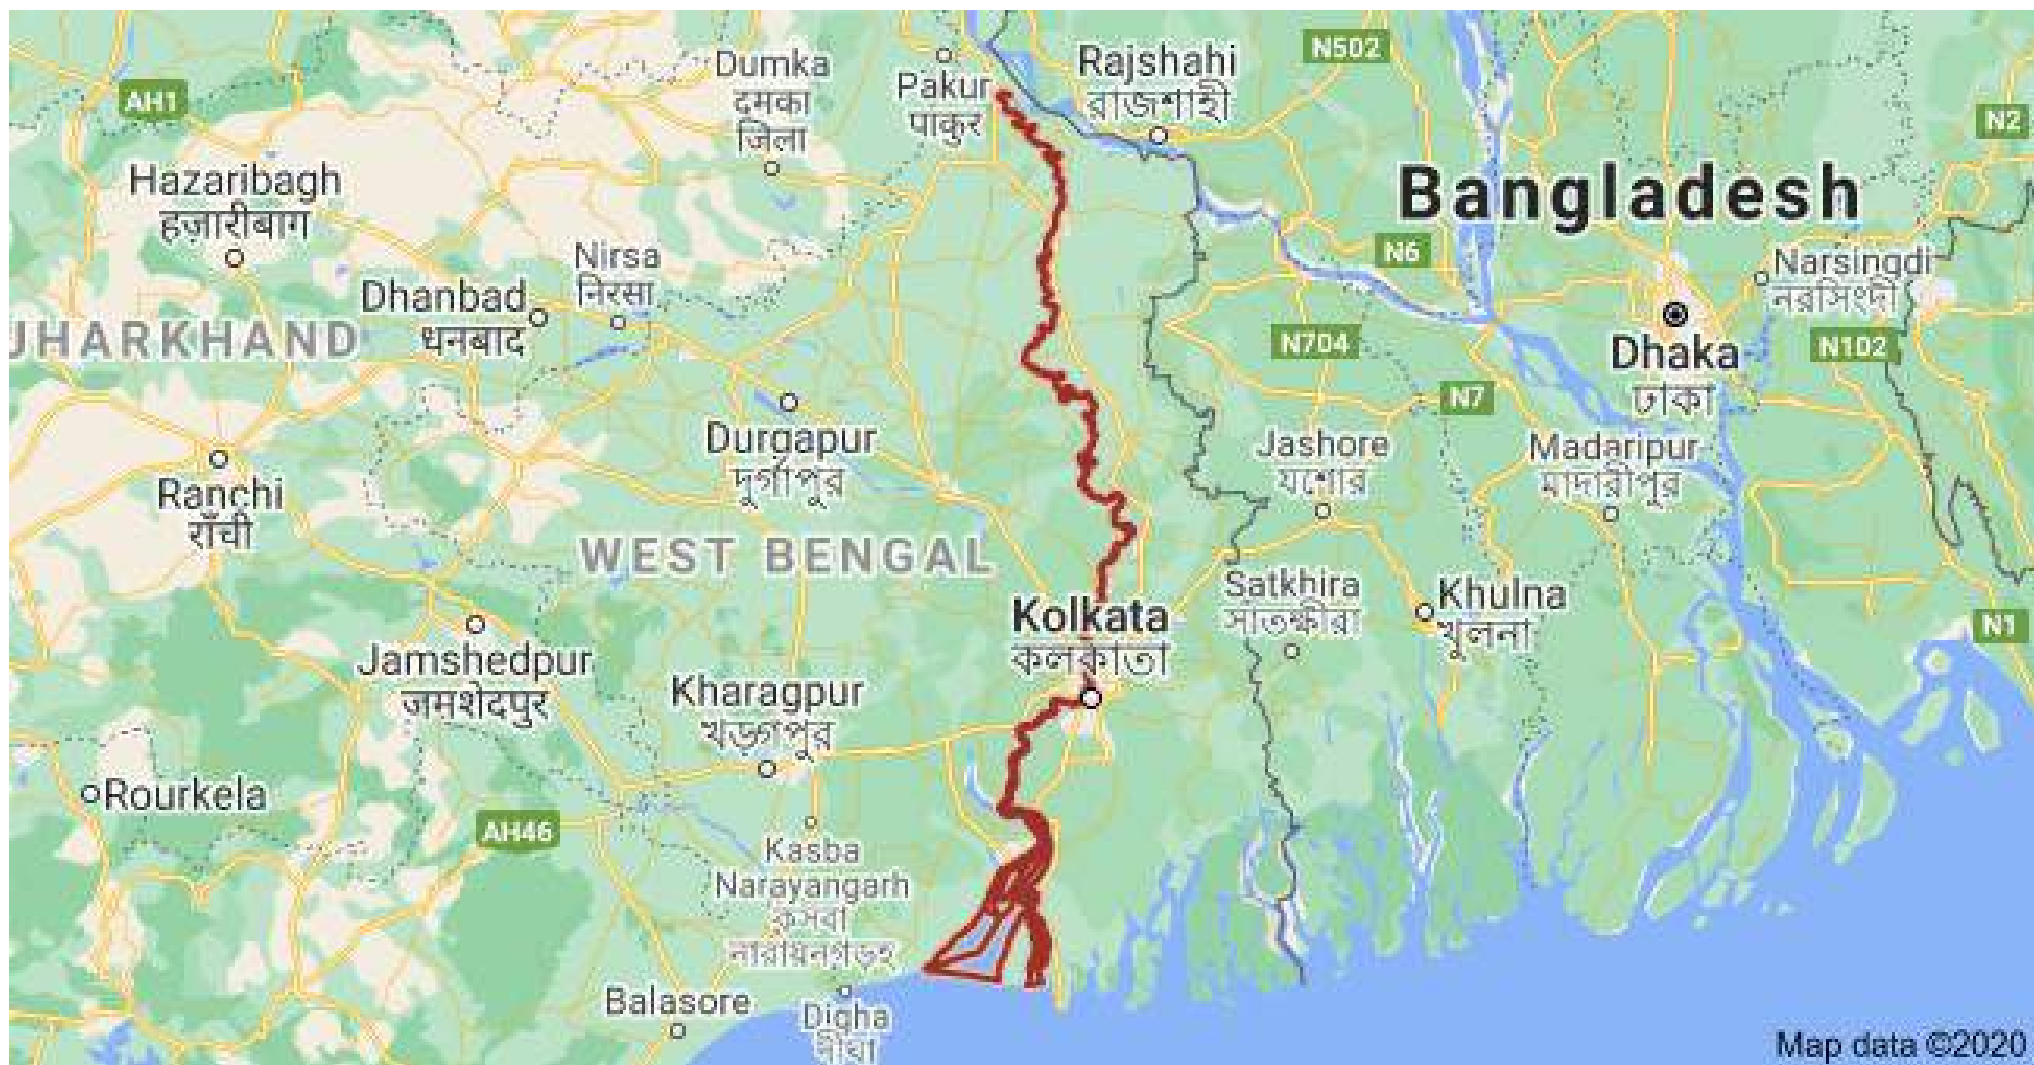 Dumka
दुमका
जिला
Pakur
পাকুর
Rajshahi
রাজশাহী
N502
AH1
N2
Hazaribagh
हज़ारीबाग
Bangladesh
Nirsa
निरसा
N6
Narsingdi
নরসিংদী
Dhanbad
धनबाद
JHARKHAND
N704
Dhaka
ঢাকা
N102
N7
Durgapur
দুর্গাপুর
Jashore
যশোর
Madaripur
মাদারীপুর
Ranchi
राँची
WEST BENGAL
Kolkata
কলকাতা
Satkhira
সাতক্ষীরা
Khulna
খুলনা
N1
Jamshedpur
जमशेदपुर
Kharagpur
খড়গপুর
Rourkela
AH46
Kasba
Narayangarh
কসবা
Balasore
Digha
দীঘা
Map data ©2020